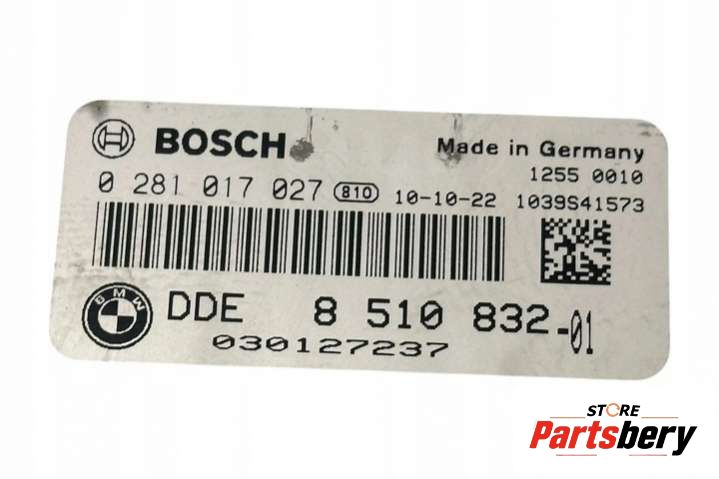 BOSCH
Made in Germany
1255 0010
0 281 017 027 810 10-10-22 1039S41573
BMW
DDE 8 510 832-01
030127237
STORE
Partsbery